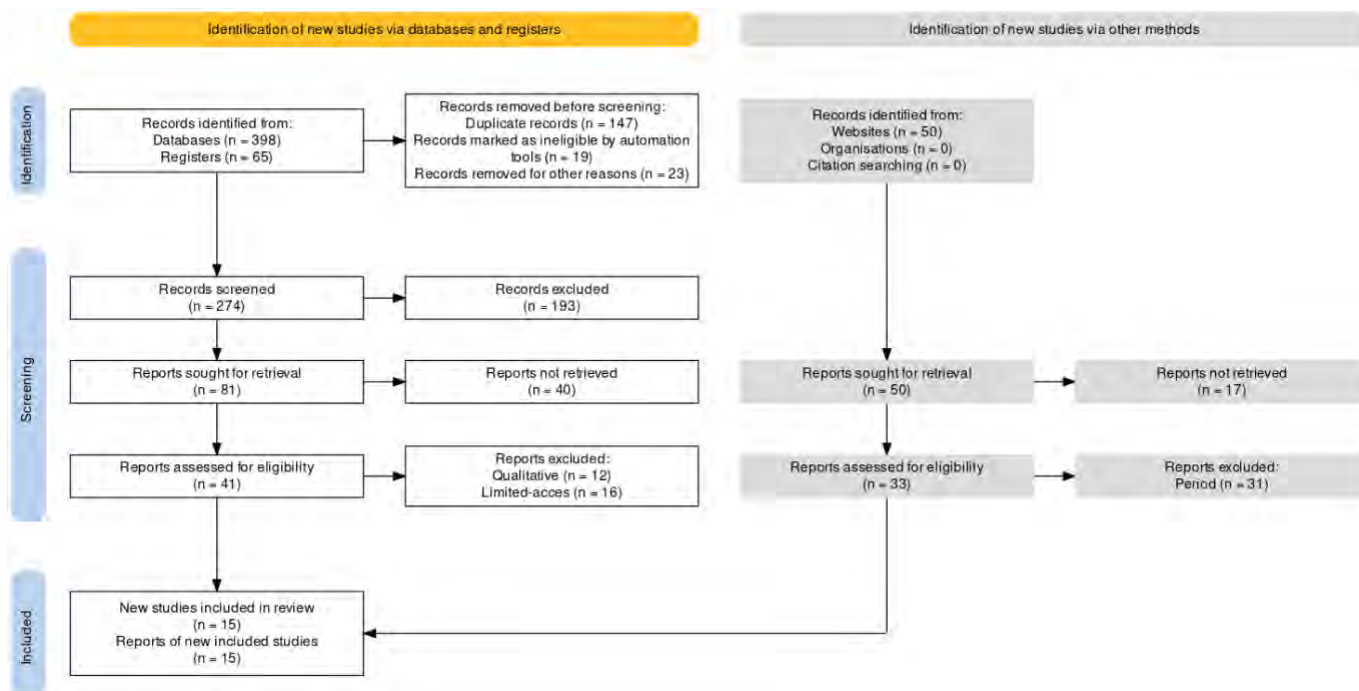 Identification of new studies via databases and registers
Identification of new studies via other methods
Identification
Records identified from:
Databases (n = 398)
Registers (n = 65)
Records removed before screening:
Duplicate records (n = 147)
Records marked as ineligible by automation
tools (n = 19)
Records removed for other reasons (n = 23)
Records identified from:
Websites (n = 50)
Organisations (n = 0)
Citation searching (n = 0)
Screening
Records screened
(n = 274)
Records excluded
(n = 193)
Reports sought for retrieval
(n = 81)
Reports not retrieved
(n = 40)
Reports sought for retrieval
(n = 50)
Reports not retrieved
(n = 17)
Reports assessed for eligibility
(n = 41)
Reports excluded:
Qualitative (n = 12)
Limited-acces (n = 16)
Reports assessed for eligibility
(n = 33)
Reports excluded:
Period (n = 31)
Included
New studies included in review
(n = 15)
Reports of new included studies
(n = 15)